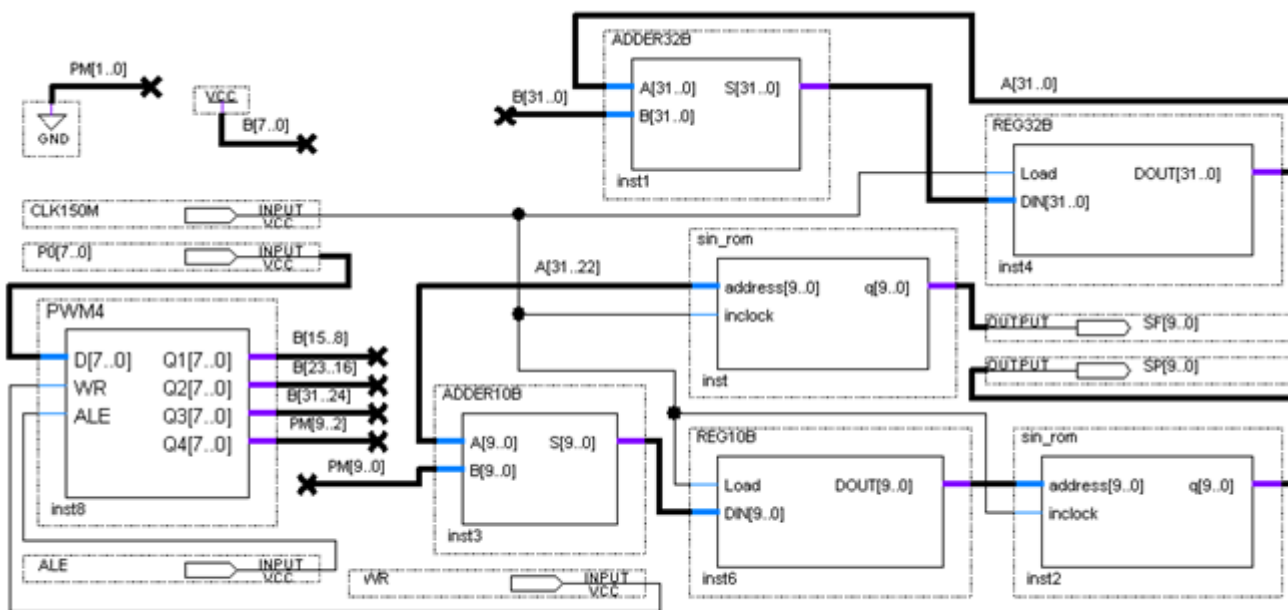 ADDER32B
PM[1..0]
VCC
GND
B[7..0]
B[31..0]
A[31..0] S[31..0]
B[31..0]
inst1
A[31..0]
REG32B
Load DOUT[31..0]
DIN[31..0]
inst4
CLK150M INPUT
VCC
P0[7..0] INPUT
VCC
A[31..22]
sin_rom
address[9..0] q[9..0]
inclock
inst
OUTPUT SF[9..0]
OUTPUT SP[9..0]
PWM4
D[7..0] Q1[7..0]
WR Q2[7..0]
ALE Q3[7..0]
Q4[7..0]
inst8
B[15..8]
B[23..16]
B[31..24]
PM[9..2]
PM[9..0]
ADDER10B
A[9..0] S[9..0]
B[9..0]
inst3
REG10B
Load DOUT[9..0]
DIN[9..0]
inst6
sin_rom
address[9..0] q[9..0]
inclock
inst2
ALE INPUT
VCC
WR INPUT
VCC